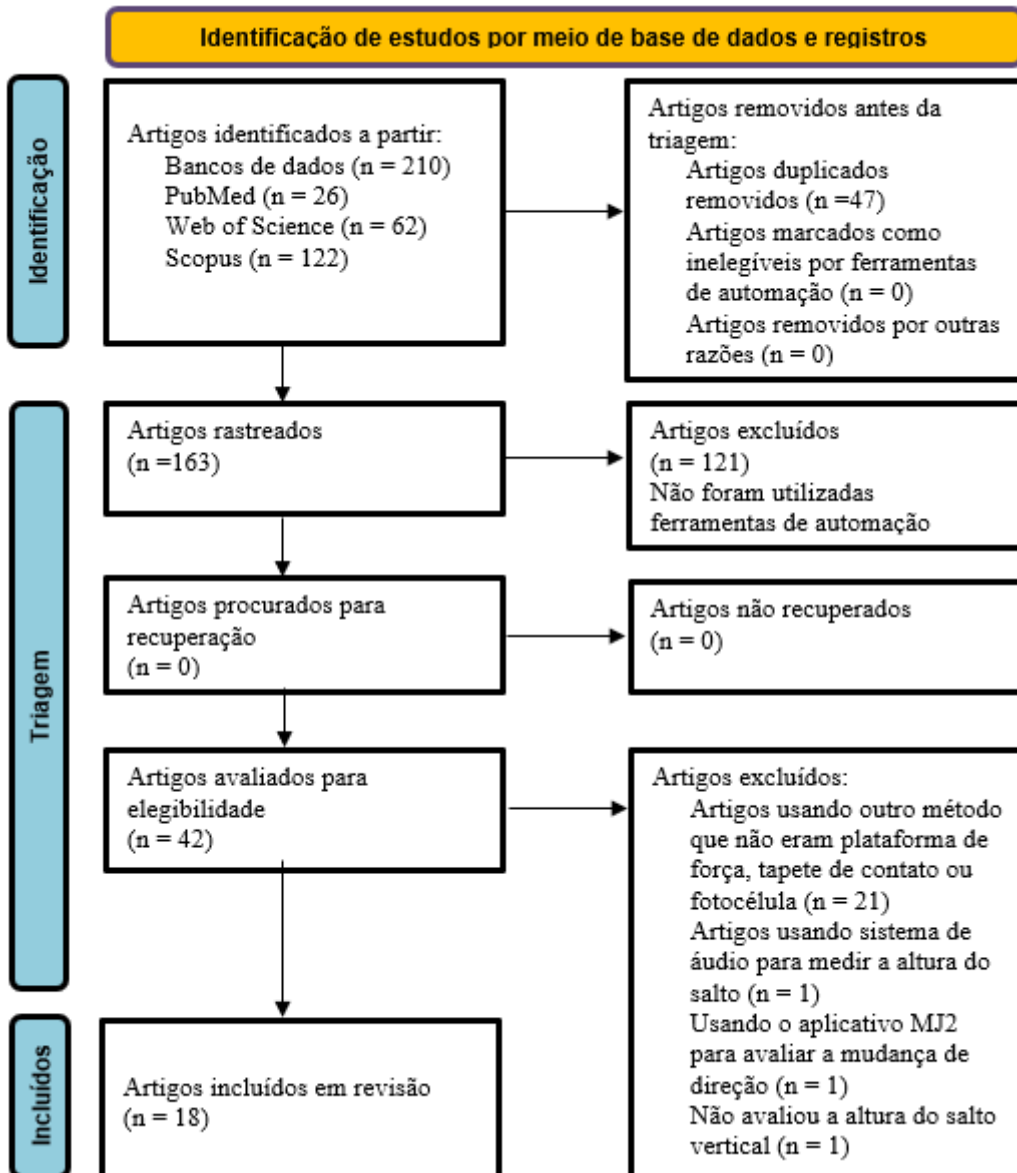 Identificação de estudos por meio de base de dados e registros
Identificação
Artigos identificados a partir:
Bancos de dados (n = 210)
PubMed (n = 26)
Web of Science (n = 62)
Scopus (n = 122)
Artigos removidos antes da
triagem:
Artigos duplicados
removidos (n =47)
Artigos marcados como
inelegíveis por ferramentas
de automação (n = 0)
Artigos removidos por outras
razões (n = 0)
Triagem
Artigos rastreados
(n =163)
Artigos excluídos
(n = 121)
Não foram utilizadas
ferramentas de automação
Artigos procurados para
recuperação
(n = 0)
Artigos não recuperados
(n = 0)
Artigos avaliados para
elegibilidade
(n = 42)
Artigos excluídos:
Artigos usando outro método
que não eram plataforma de
força, tapete de contato ou
fotocélula (n = 21)
Artigos usando sistema de
áudio para medir a altura do
salto (n = 1)
Usando o aplicativo MJ2
para avaliar a mudança de
direção (n = 1)
Não avaliou a altura do salto
vertical (n = 1)
Incluídos
Artigos incluídos em revisão
(n = 18)